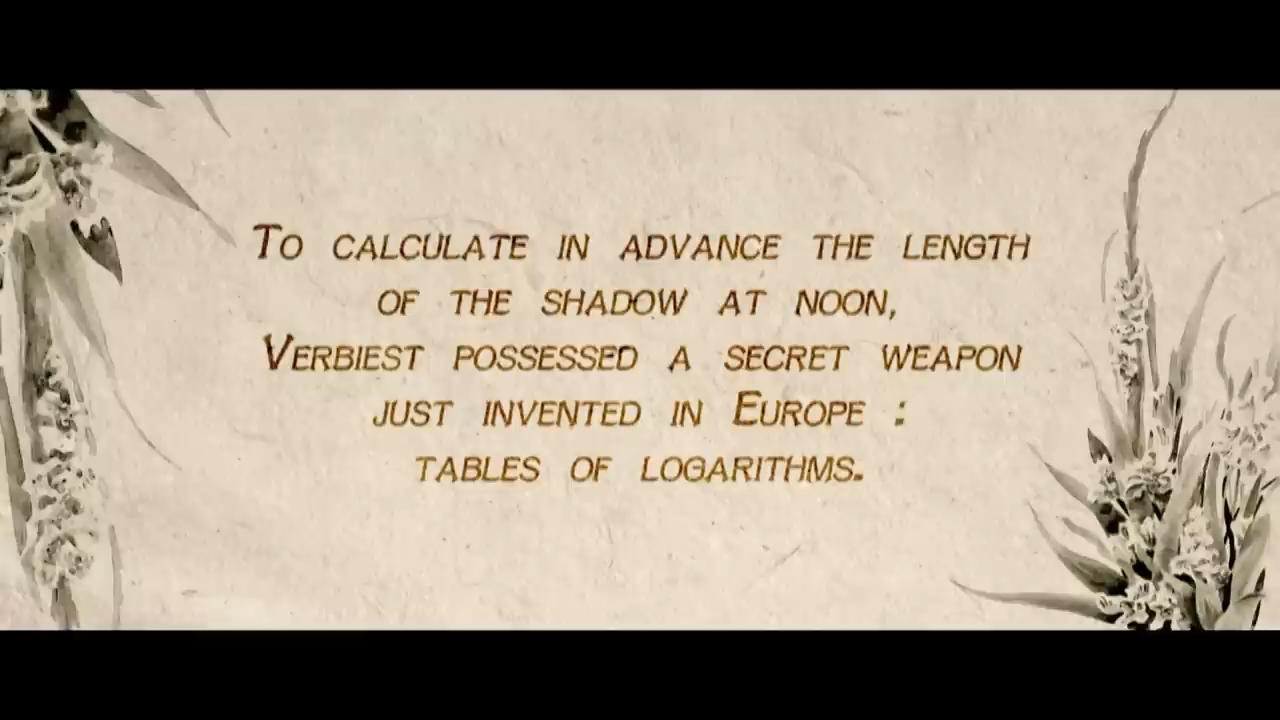 To calculate in advance the length
of the shadow at noon,
Verbiest possessed a secret weapon
just invented in Europe :
tables of logarithms.